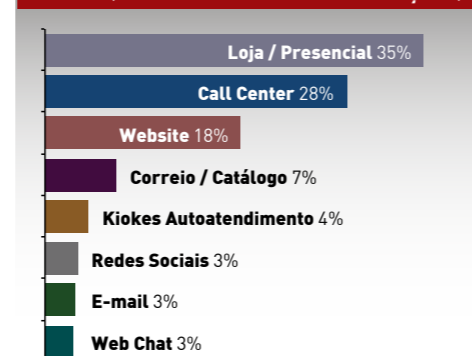 Loja / Presencial 35%
Call Center 28%
Website 18%
Correio / Catálogo 7%
Kiokes Autoatendimento 4%
Redes Sociais 3%
E-mail 3%
Web Chat 3%